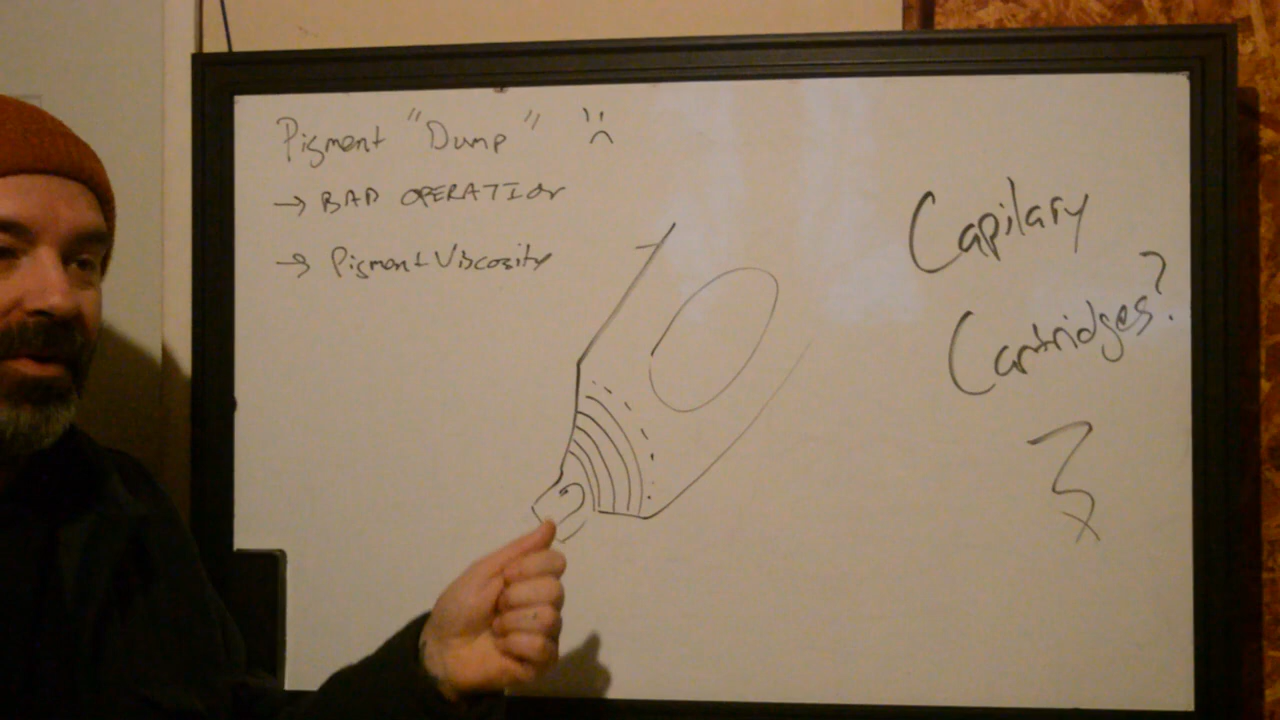 Pigment "Dump" :(
→ BAD OPERATION
→ Pigment Viscosity
Capilary
Cartridges?